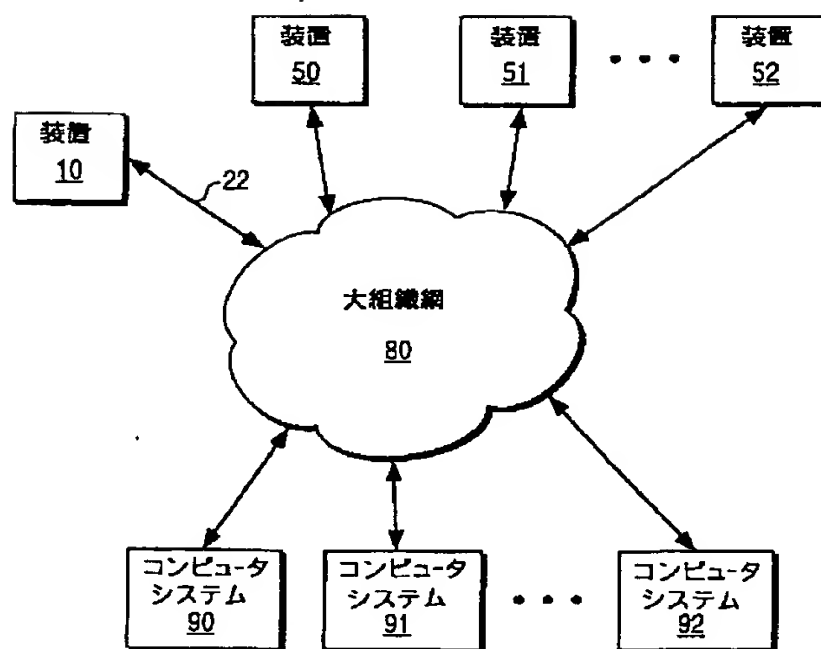 装置
50
装置
51
装置
52
装置
10
22
大組織網
80
コンピュータ
システム
90
コンピュータ
システム
91
コンピュータ
システム
92